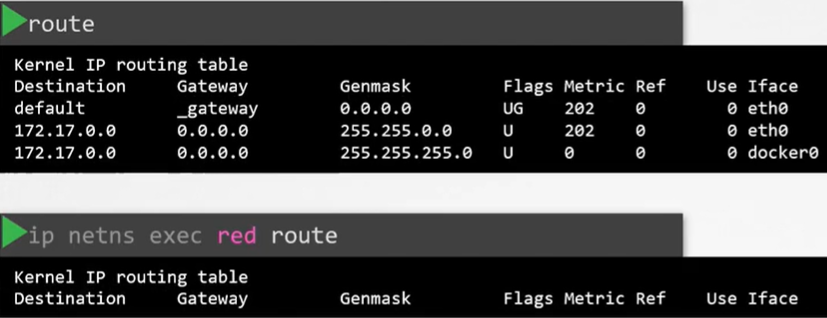 route
Kernel IP routing table
Destination Gateway Genmask Flags Metric Ref Use Iface
default _gateway 0.0.0.0 UG 202 0 0 eth0
172.17.0.0 0.0.0.0 255.255.0.0 U 202 0 0 eth0
172.17.0.0 0.0.0.0 255.255.255.0 U 0 0 0 docker0
ip netns exec red route
Kernel IP routing table
Destination Gateway Genmask Flags Metric Ref Use Iface